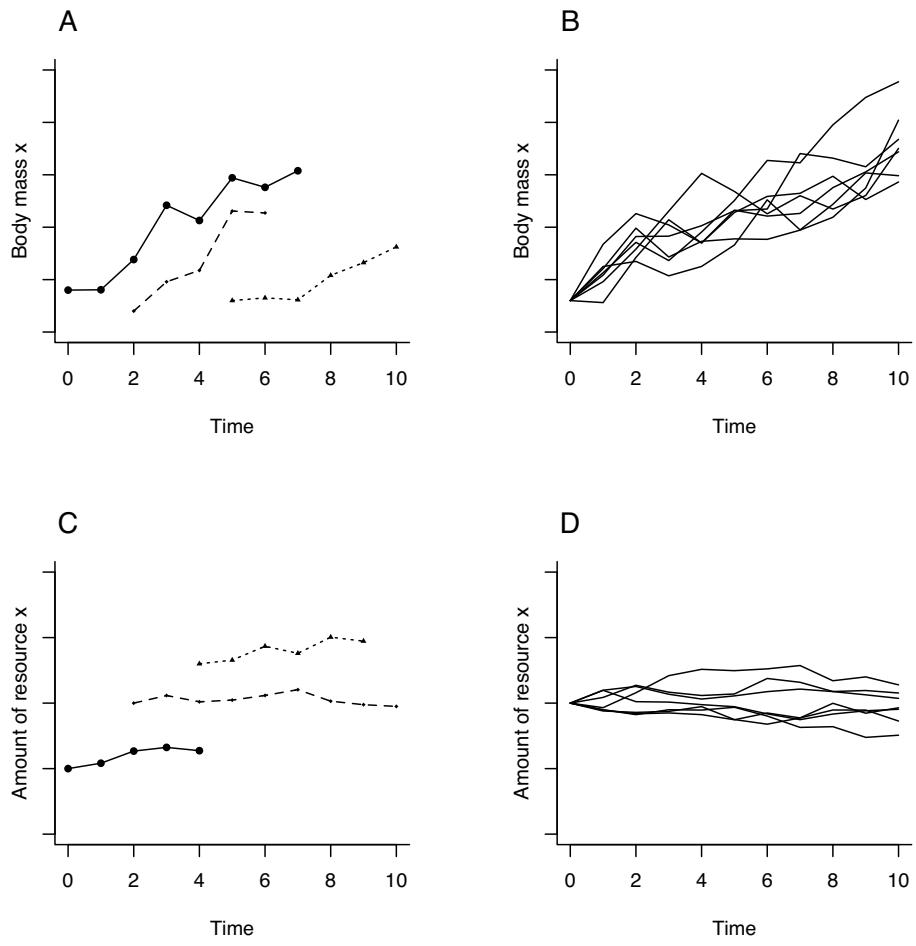 A
Body mass x
0 2 4 6 8 10
Time
B
Body mass x
0 2 4 6 8 10
Time
C
Amount of resource x
0 2 4 6 8 10
Time
D
Amount of resource x
0 2 4 6 8 10
Time